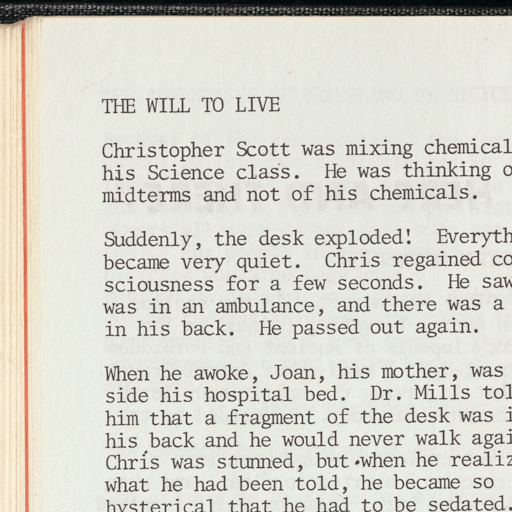 THE WILL TO LIVE
Christopher Scott was mixing chemical
his Science class. He was thinking o
midterms and not of his chemicals.
Suddenly, the desk exploded! Everyth
became very quiet. Chris regained co
sciousness for a few seconds. He saw
was in an ambulance, and there was a
in his back. He passed out again.
When he awoke, Joan, his mother, was
side his hospital bed. Dr. Mills tol
him that a fragment of the desk was i
his back and he would never walk agai
Chris was stunned, but when he realiz
what he had been told, he became so
hysterical that he had to be sedated.